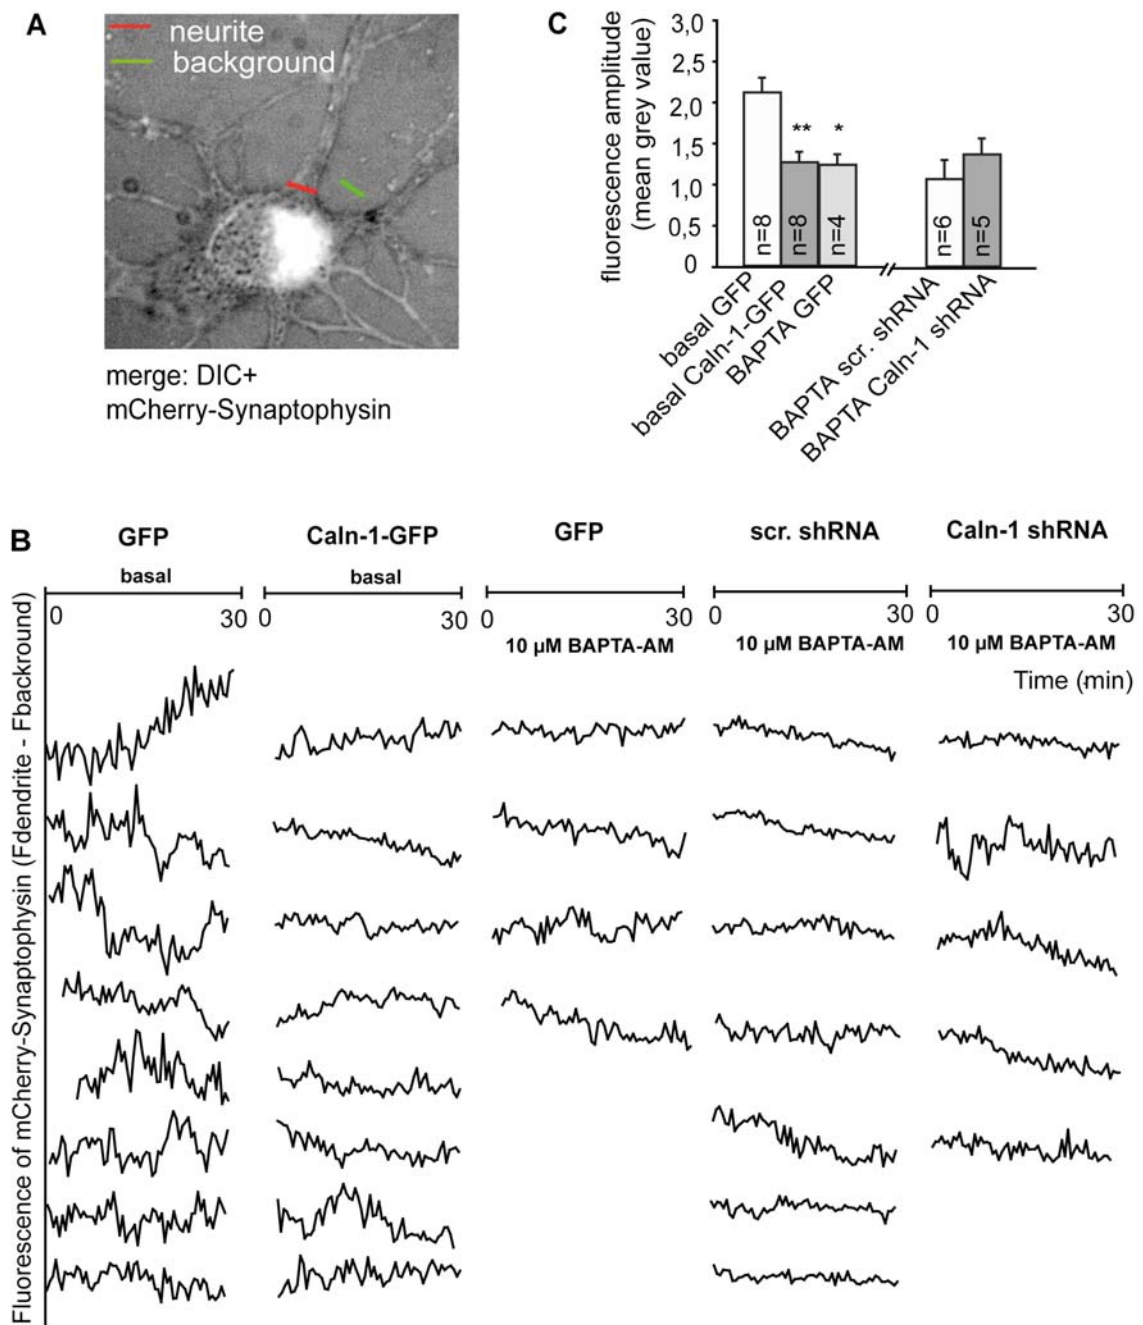 A
neurite
background
merge: DIC+
mCherry-Synaptophysin
C
fluorescence amplitude
(mean grey value)
3,0
2,5
2,0
1,5
1,0
0,5
0
**
*
n=8
n=8
n=4
n=6
n=5
basal GFP
basal Caln-1-GFP
BAPTA GFP
BAPTA scr. shRNA
BAPTA Caln-1 shRNA
B
GFP
Caln-1-GFP
GFP
scr. shRNA
Caln-1 shRNA
basal
basal
0 30
0 30
0 30
0 30
0 30
10 µM BAPTA-AM
10 µM BAPTA-AM
10 µM BAPTA-AM
Time (min)
Fluorescence of mCherry-Synaptophysin (Fdendrite - Fbackround)